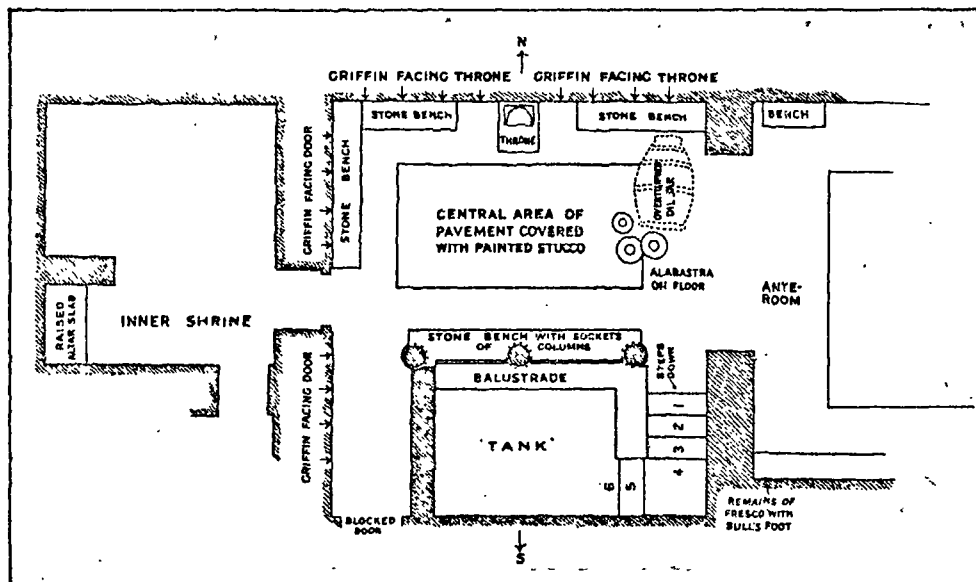 N
GRIFFIN FACING THRONE
GRIFFIN FACING THRONE
STONE BENCH
THRONE
STONE BENCH
BENCH
GRIFFIN FACING DOOR
STONE BENCH
OVERTURNED
OIL JAR
CENTRAL AREA OF
PAVEMENT COVERED
WITH PAINTED STUCCO
ALABASTRA
ON FLOOR
ANTE-
ROOM
RAISED
ALTAR SLAB
INNER SHRINE
STONE BENCH WITH SOCKETS
OF COLUMNS
STEPS
DOWN
BALUSTRADE
GRIFFIN FACING DOOR
'TANK'
1
2
3
4
5
6
BLOCKED
DOOR
REMAINS OF
FRESCO WITH
BULL'S FOOT
S